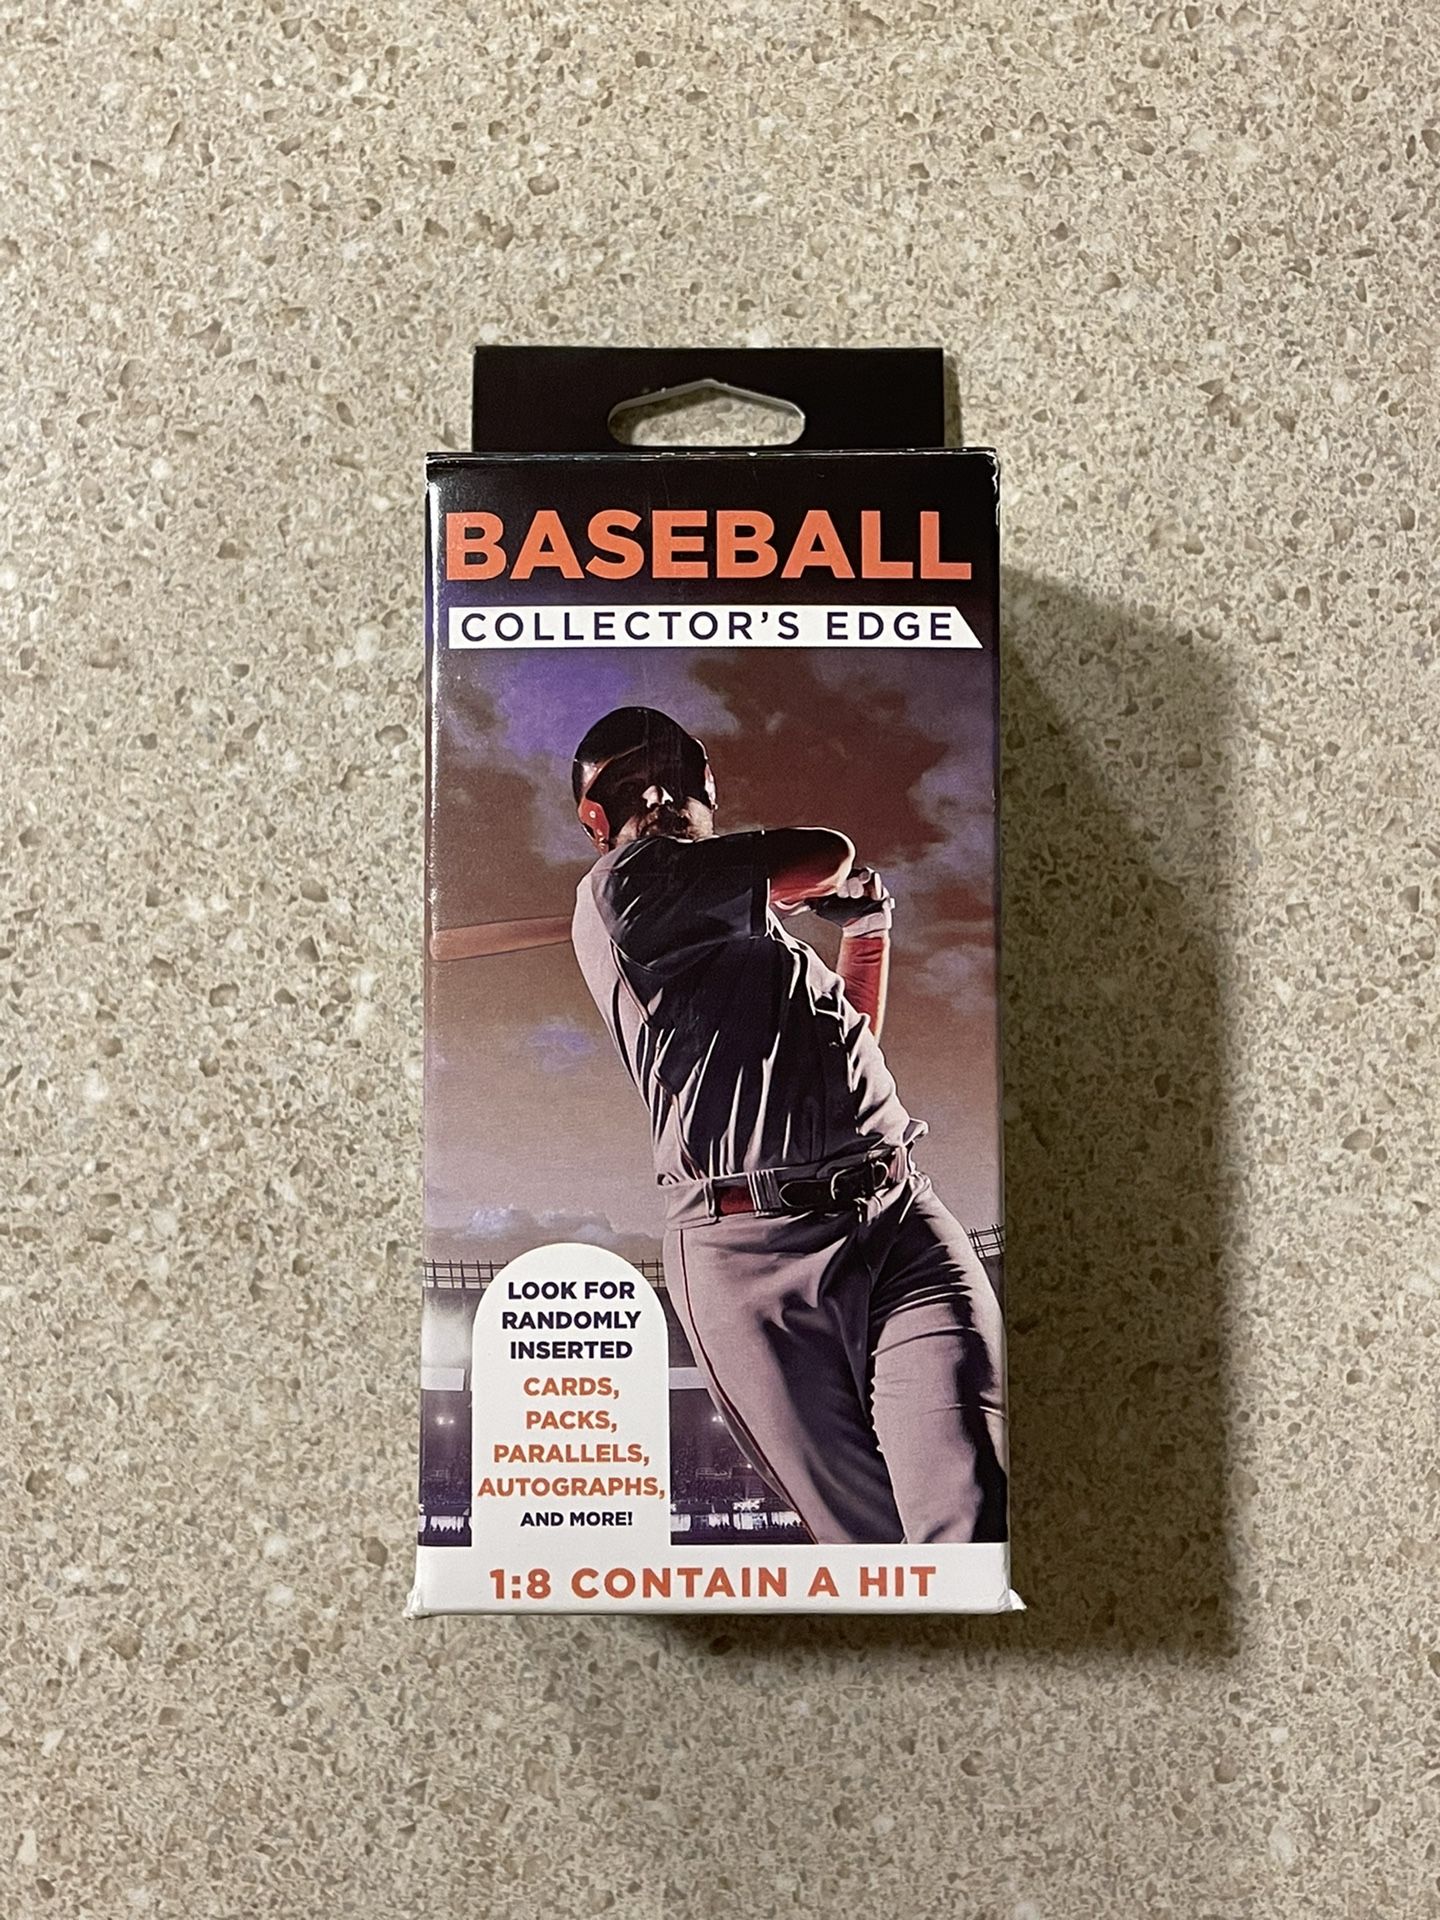 BASEBALL
COLLECTOR'S EDGE
LOOK FOR
RANDOMLY
INSERTED
CARDS,
PACKS,
PARALLELS,
AUTOGRAPHS,
AND MORE!
1:8 CONTAIN A HIT